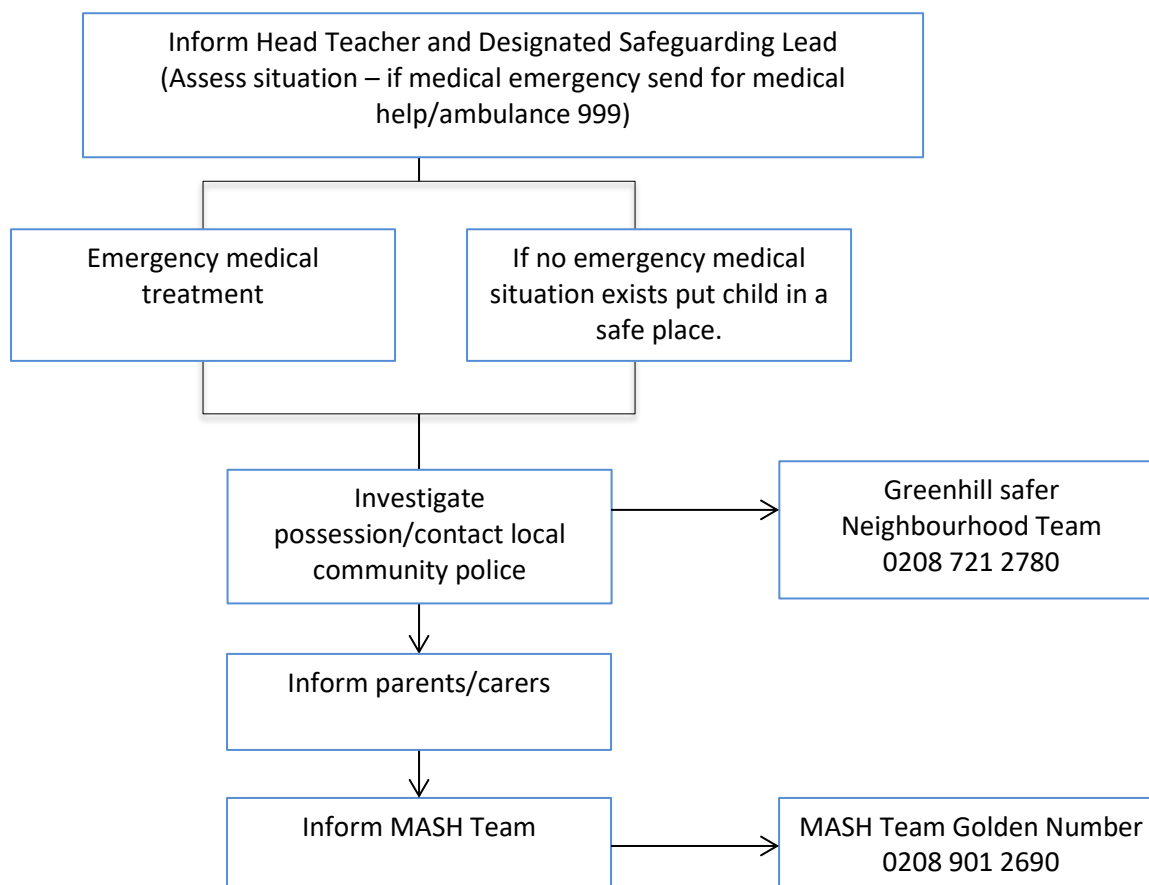 Inform Head Teacher and Designated Safeguarding Lead
(Assess situation – if medical emergency send for medical
help/ambulance 999)
Emergency medical
treatment
If no emergency medical
situation exists put child in a
safe place.
Investigate
possession/contact local
community police
Greenhill safer
Neighbourhood Team
0208 721 2780
Inform parents/carers
Inform MASH Team
MASH Team Golden Number
0208 901 2690